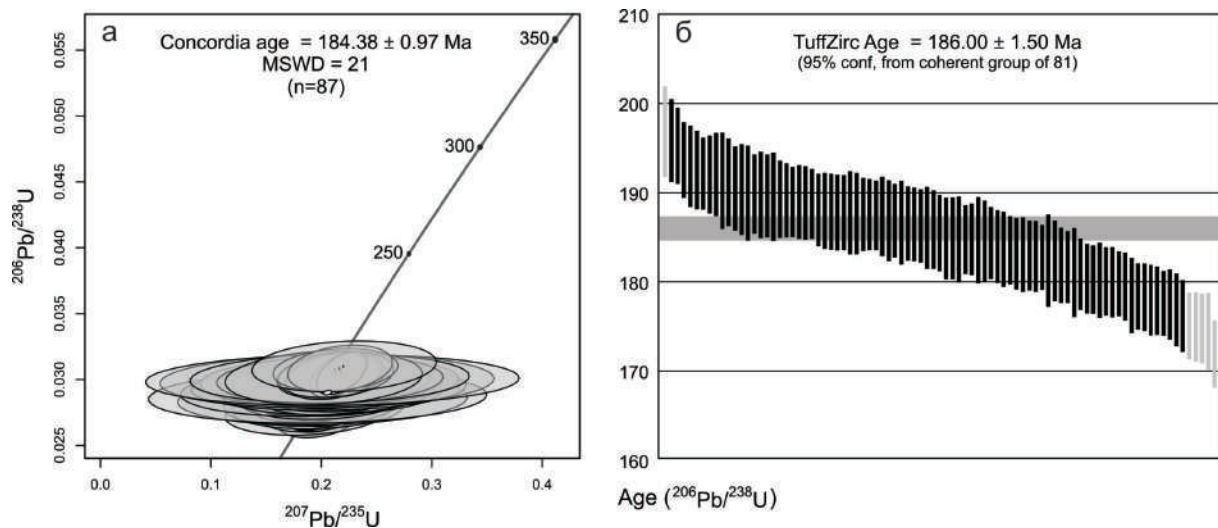 а
Concordia age = 184.38 ± 0.97 Ma
MSWD = 21
(n=87)
350
300
250
0.055
0.050
0.045
0.040
0.035
0.030
0.025
²⁰⁶Pb/²³⁸U
0.0
0.1
0.2
0.3
0.4
²⁰⁷Pb/²³⁵U
б
TuffZirc Age = 186.00 ± 1.50 Ma
(95% conf, from coherent group of 81)
210
200
190
180
170
160
Age (²⁰⁶Pb/²³⁸U)